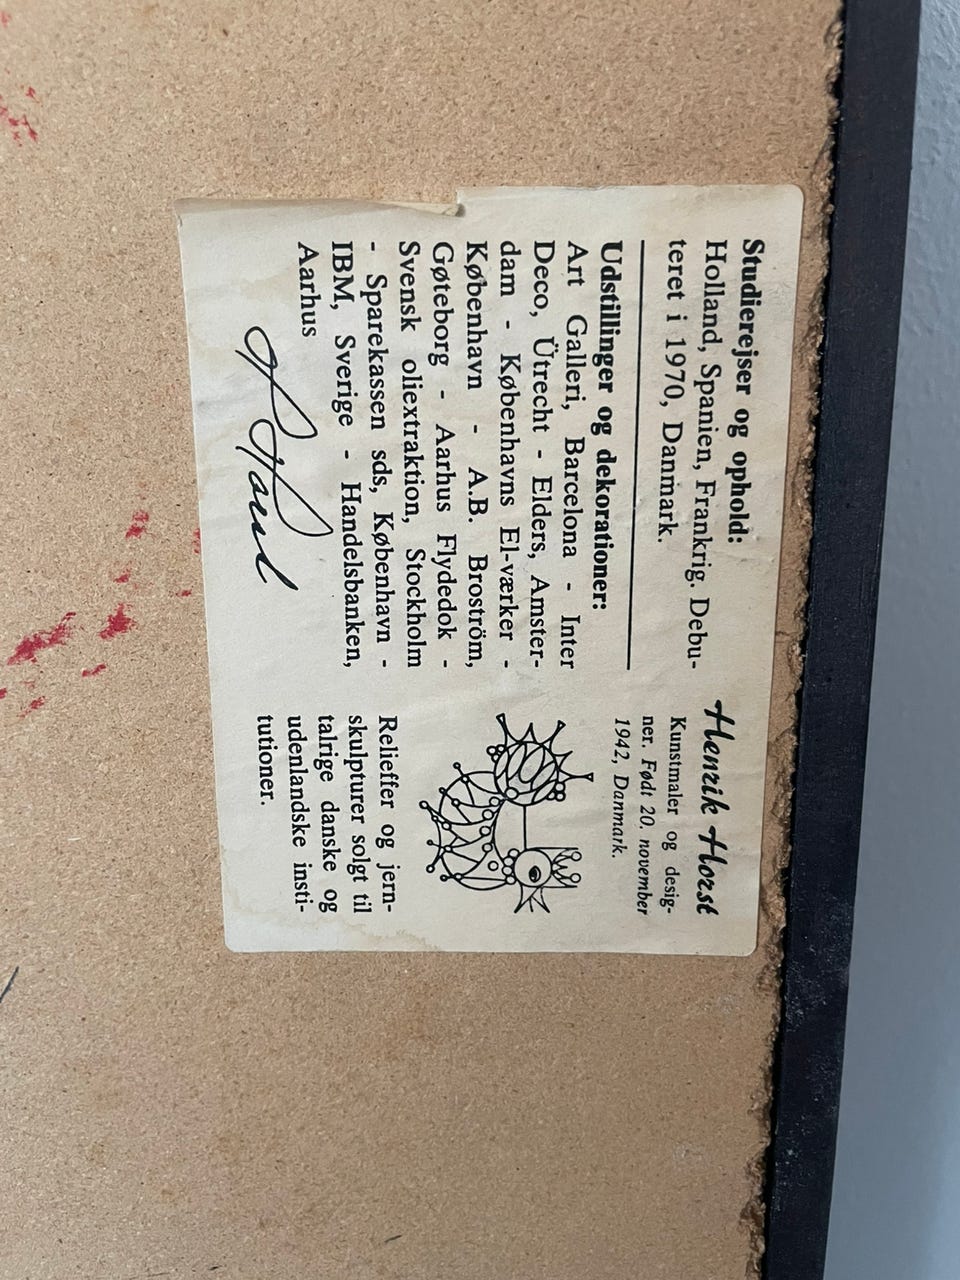 Studierejser og ophold:
Holland, Spanien, Frankrig. Debu-
teret i 1970, Danmark.
Udstillinger og dekorationer:
Art Galleri, Barcelona - Inter
Deco, Ütrecht - Elders, Amster-
dam - Københavns El-værker -
København - A.B. Broström,
Gøteborg - Aarhus Flydedok -
Svensk olieextraktion, Stockholm
- Sparekassen sds, København -
IBM, Sverige - Handelsbanken,
Aarhus
Henrik Horst
Kunstmaler og desig-
ner. Født 20. november
1942, Danmark.
Relieffer og jern-
skulpturer solgt til
talrige danske og
udenlandske insti-
tutioner.